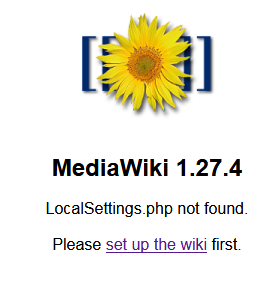 MediaWiki 1.27.4
LocalSettings.php not found.
Please set up the wiki first.